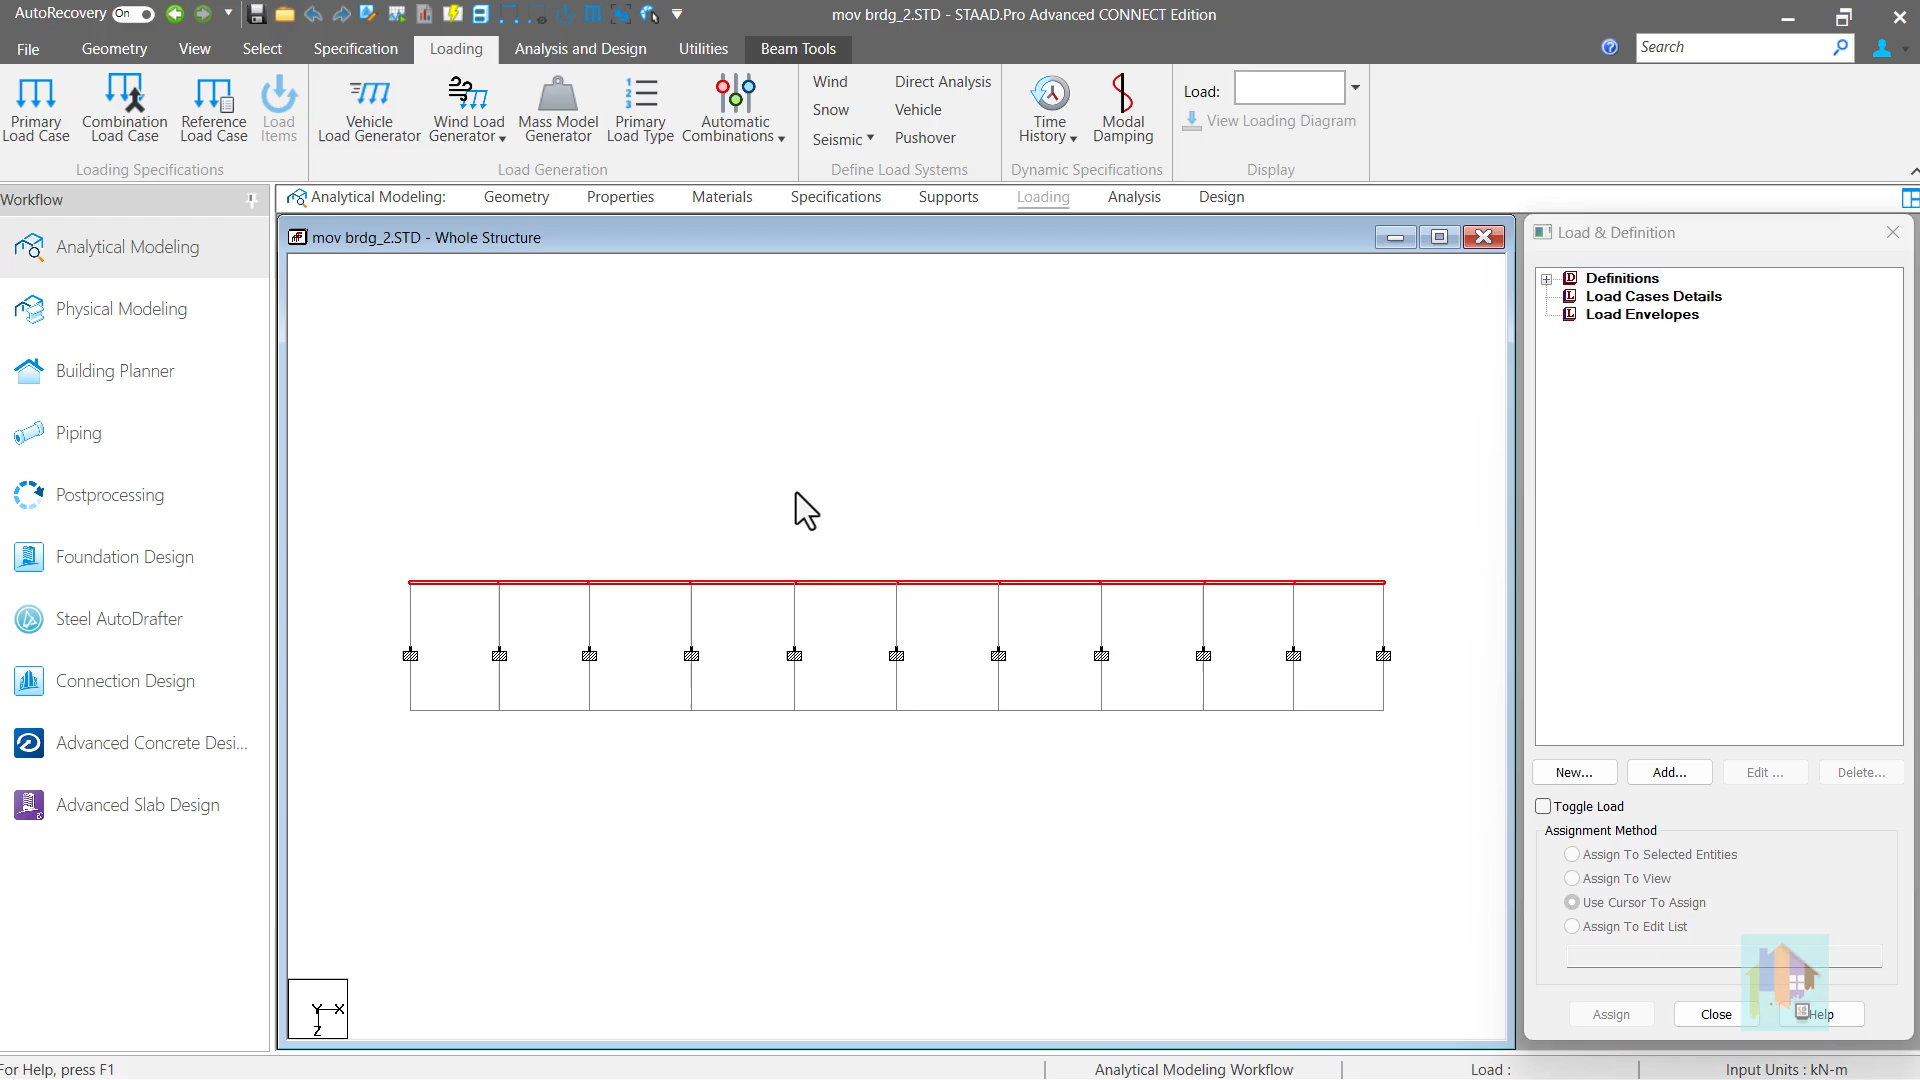 AutoRecovery On
mov brdg_2.STD - STAAD.Pro Advanced CONNECT Edition
File Geometry View Select Specification Loading Analysis and Design Utilities Beam Tools
Search
Primary Load Case
Combination Load Case
Reference Load Case
Load Items
Loading Specifications
Vehicle Load Generator
Wind Load Generator
Mass Model Generator
Primary Load Type
Automatic Combinations
Load Generation
Wind
Snow
Seismic
Direct Analysis
Vehicle
Pushover
Define Load Systems
Time History
Modal Damping
Dynamic Specifications
Load:
View Loading Diagram
Display
Workflow
Analytical Modeling: Geometry Properties Materials Specifications Supports Loading Analysis Design
Analytical Modeling
Physical Modeling
Building Planner
Piping
Postprocessing
Foundation Design
Steel AutoDrafter
Connection Design
Advanced Concrete Desi...
Advanced Slab Design
mov brdg_2.STD - Whole Structure
Y X
Z
Load & Definition
Definitions
Load Cases Details
Load Envelopes
New... Add... Edit ... Delete...
Toggle Load
Assignment Method
Assign To Selected Entities
Assign To View
Use Cursor To Assign
Assign To Edit List
Assign Close Help
For Help, press F1
Analytical Modeling Workflow
Load :
Input Units : kN-m